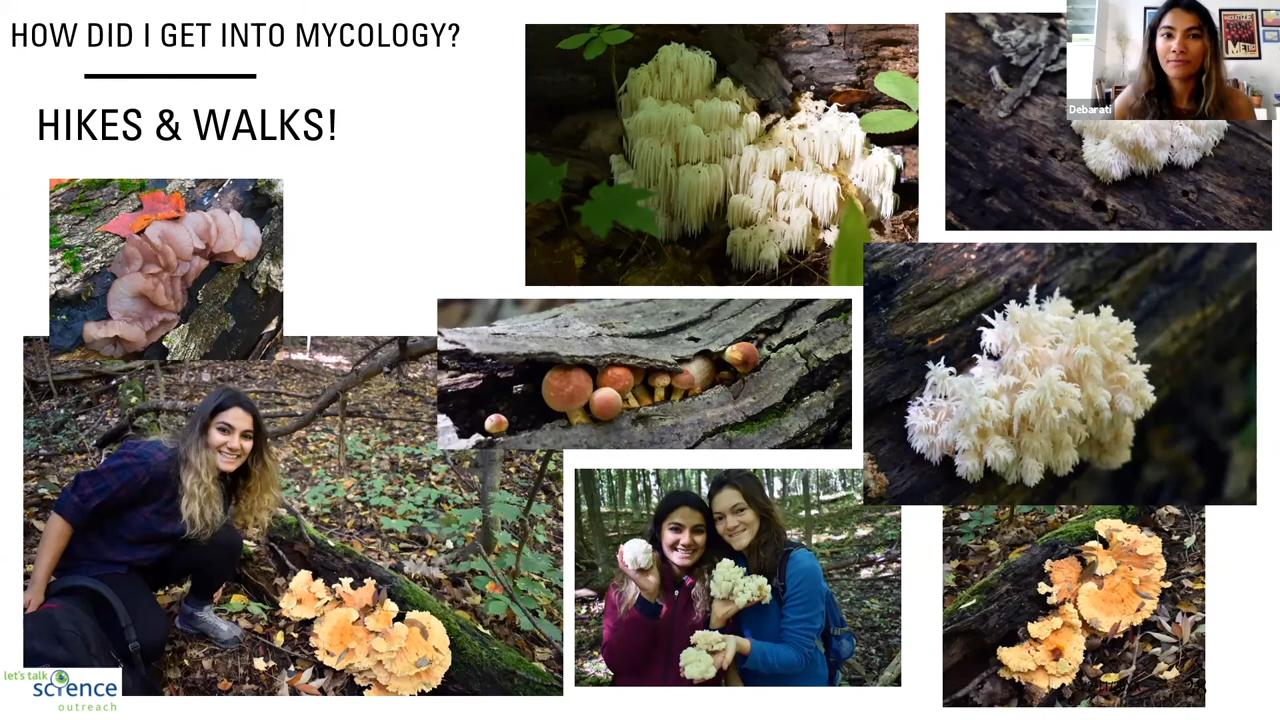 HOW DID I GET INTO MYCOLOGY?
HIKES & WALKS!
Debarati
let's talk
science
outreach